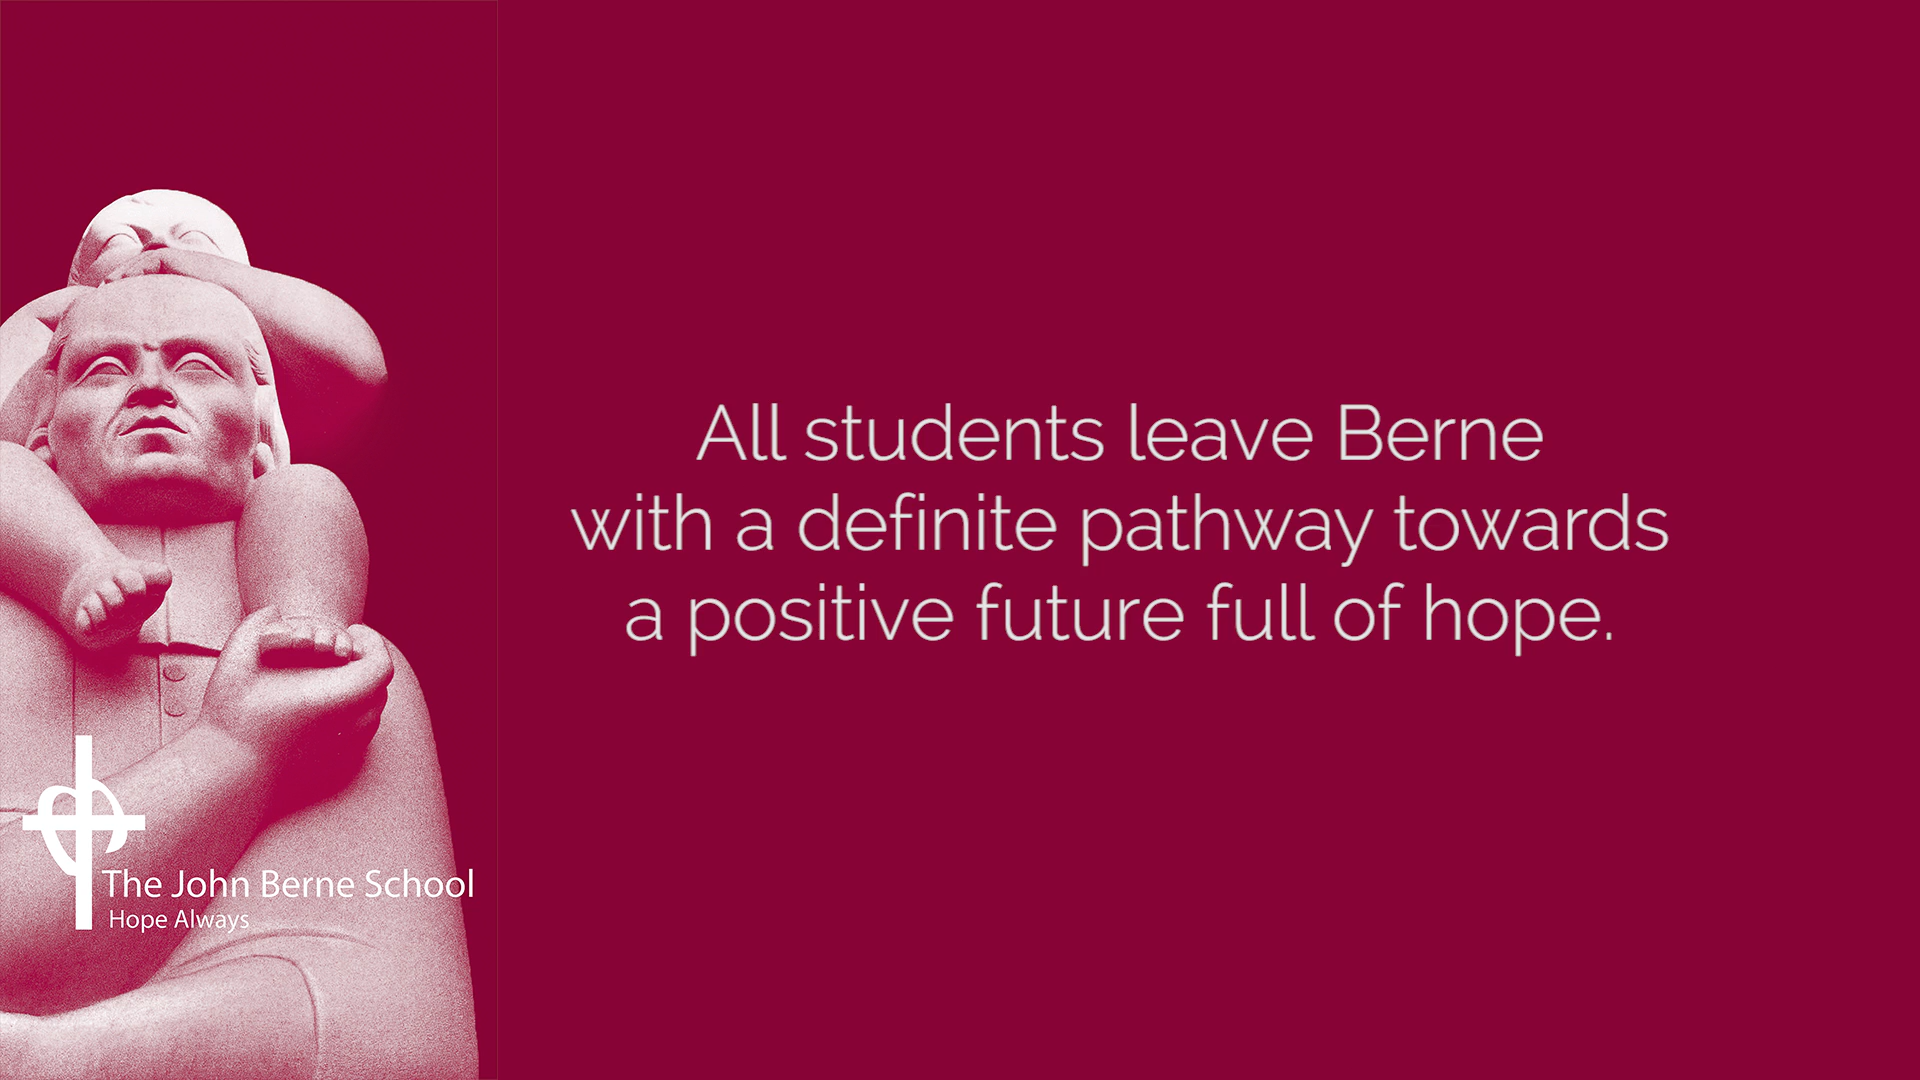 All students leave Berne
with a definite pathway towards
a positive future full of hope.
The John Berne School
Hope Always